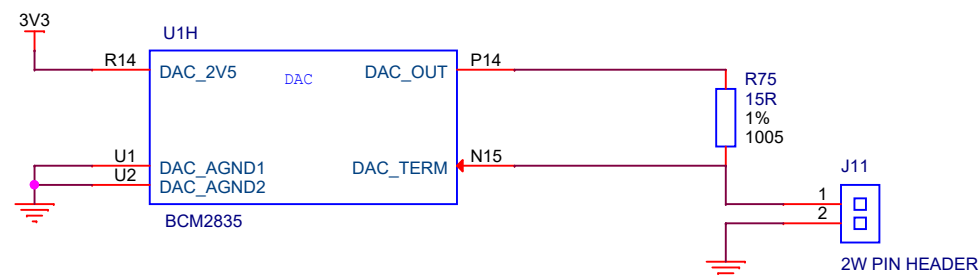 3V3
U1H
R14
DAC_2V5
DAC
DAC_OUT
P14
R75
15R
1%
1005
U1
DAC_AGND1
U2
DAC_AGND2
DAC_TERM
N15
BCM2835
J11
1
2
2W PIN HEADER